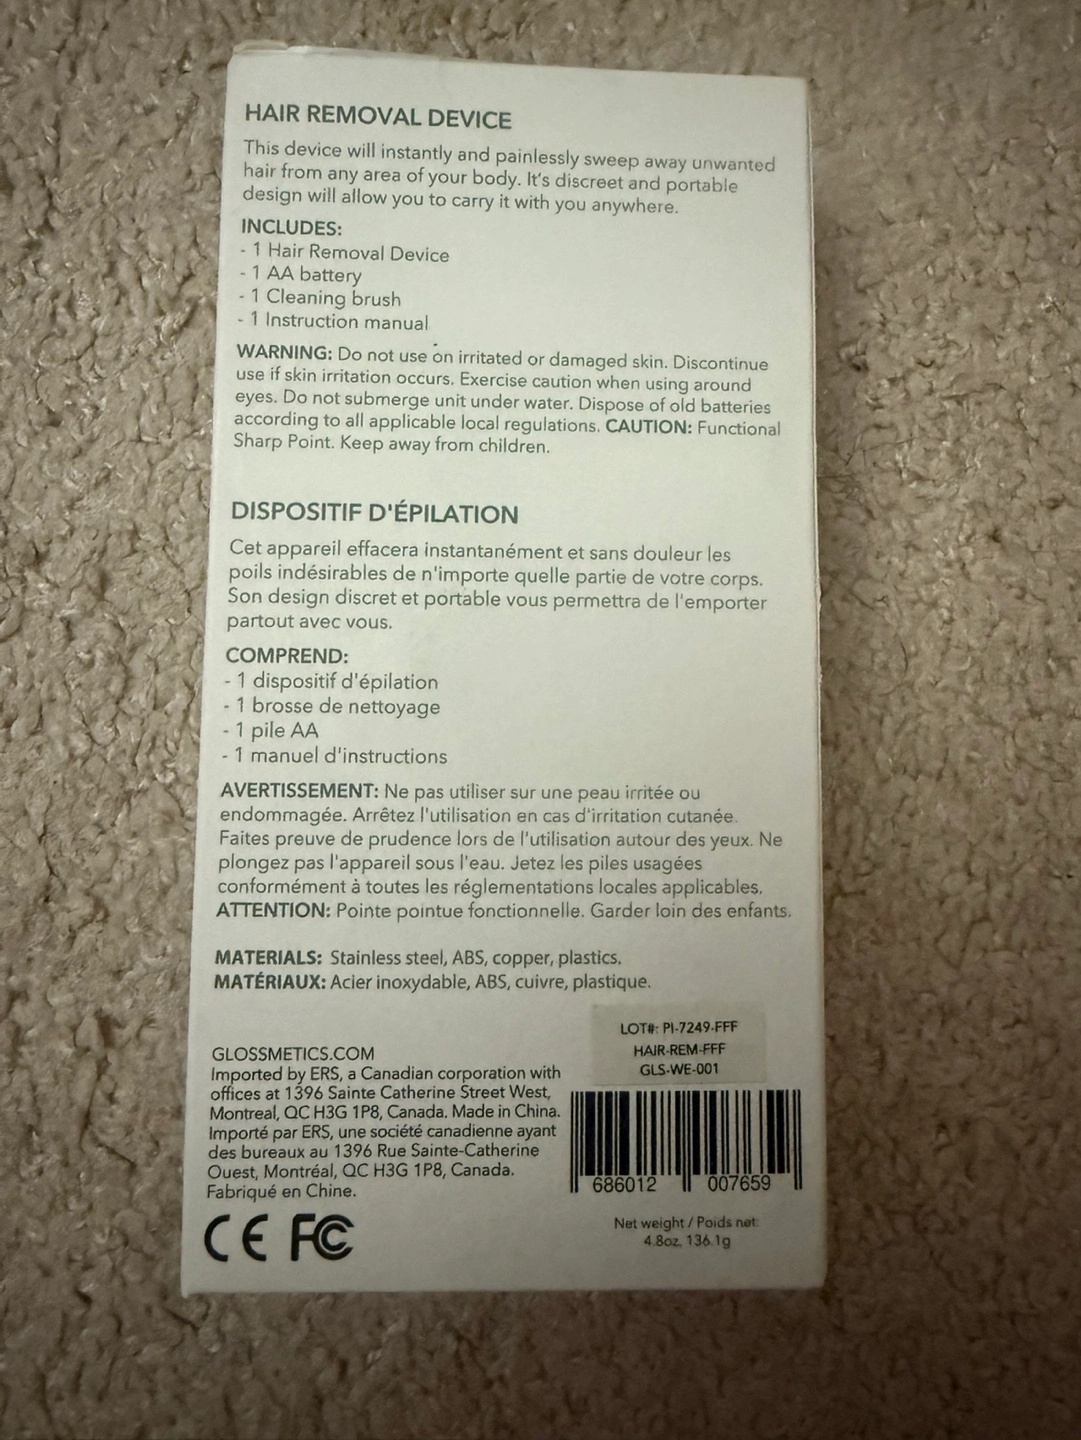 HAIR REMOVAL DEVICE
This device will instantly and painlessly sweep away unwanted
hair from any area of your body. It's discreet and portable
design will allow you to carry it with you anywhere.
INCLUDES:
- 1 Hair Removal Device
- 1 AA battery
- 1 Cleaning brush
- 1 Instruction manual
WARNING: Do not use on irritated or damaged skin. Discontinue
use if skin irritation occurs. Exercise caution when using around
eyes. Do not submerge unit under water. Dispose of old batteries
according to all applicable local regulations. CAUTION: Functional
Sharp Point. Keep away from children.
DISPOSITIF D'ÉPILATION
Cet appareil effacera instantanément et sans douleur les
poils indésirables de n'importe quelle partie de votre corps.
Son design discret et portable vous permettra de l'emporter
partout avec vous.
COMPREND:
- 1 dispositif d'épilation
- 1 brosse de nettoyage
- 1 pile AA
- 1 manuel d'instructions
AVERTISSEMENT: Ne pas utiliser sur une peau irritée ou
endommagée. Arrêtez l'utilisation en cas d'irritation cutanée.
Faites preuve de prudence lors de l'utilisation autour des yeux. Ne
plongez pas l'appareil sous l'eau. Jetez les piles usagées
conformément à toutes les réglementations locales applicables.
ATTENTION: Pointe pointue fonctionnelle. Garder loin des enfants.
MATERIALS: Stainless steel, ABS, copper, plastics.
MATÉRIAUX: Acier inoxydable, ABS, cuivre, plastique.
GLOSSMETICS.COM
Imported by ERS, a Canadian corporation with
offices at 1396 Sainte Catherine Street West,
Montreal, QC H3G 1P8, Canada. Made in China.
Importé par ERS, une société canadienne ayant
des bureaux au 1396 Rue Sainte-Catherine
Ouest, Montréal, QC H3G 1P8, Canada.
Fabriqué en Chine.
CE FC
LOT#: PI-7249-FFF
HAIR-REM-FFF
GLS-WE-001
686012 007659
Net weight / Poids net:
4.8oz, 136.1g